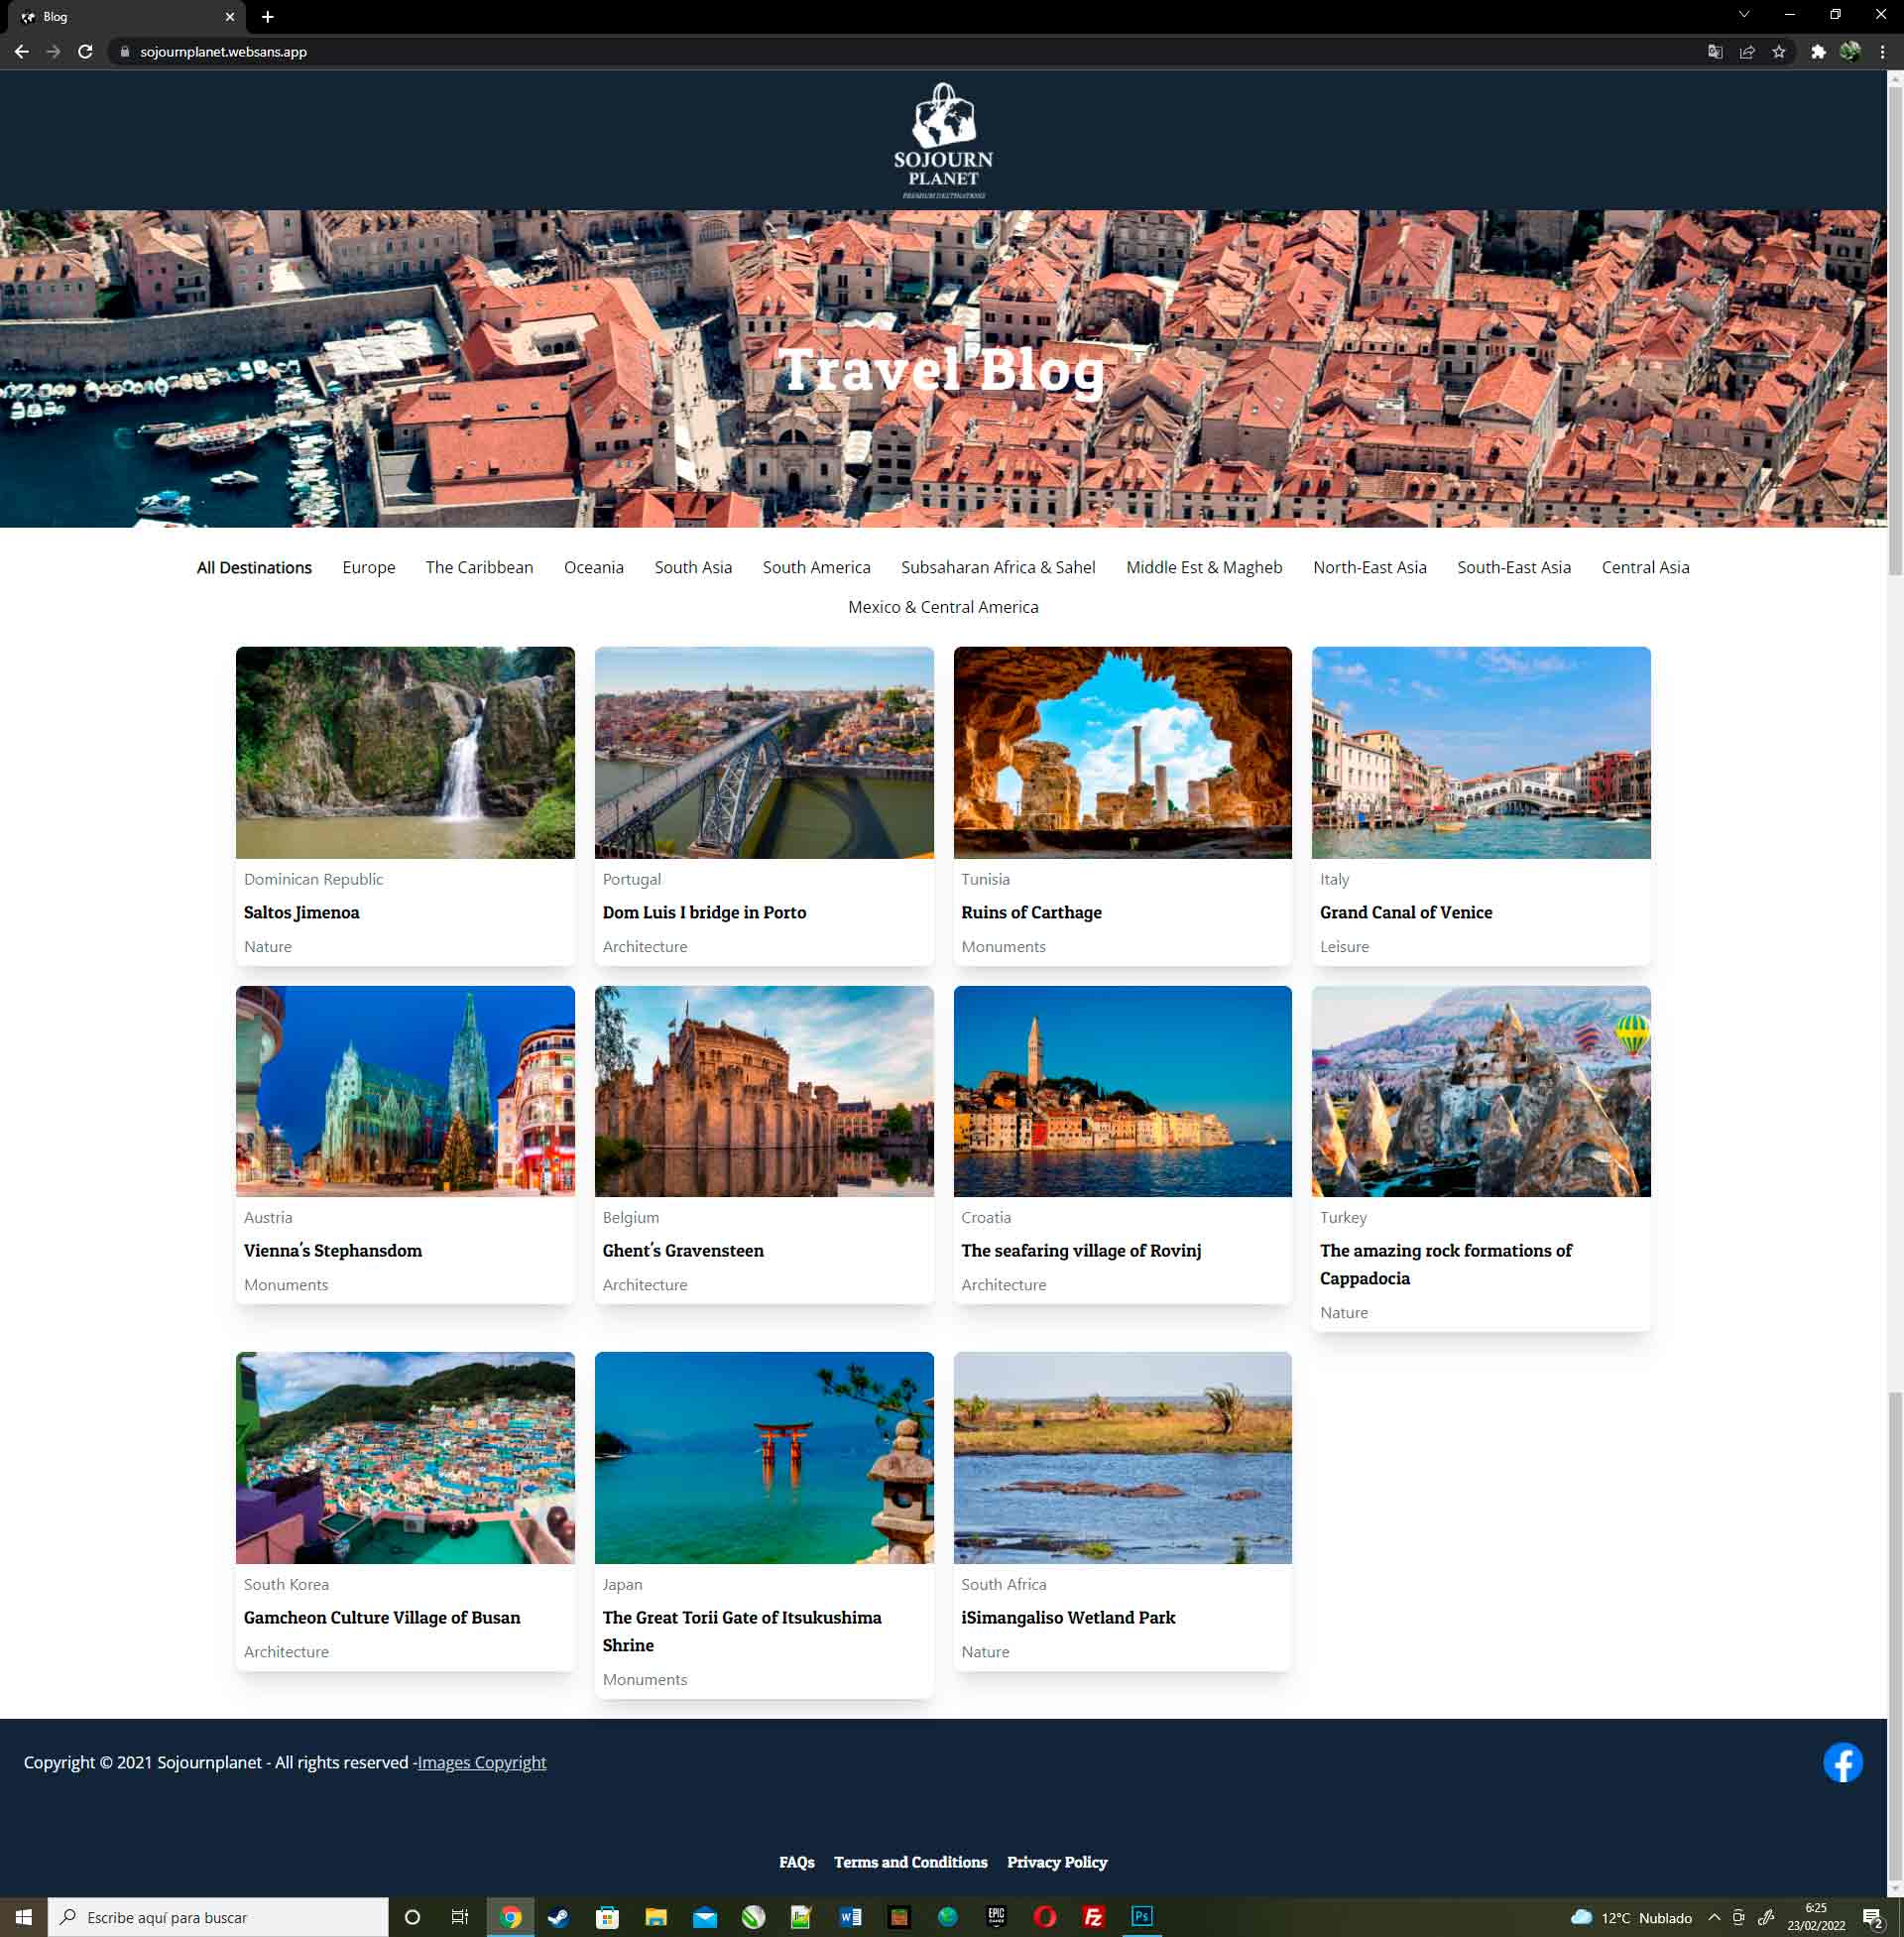 Blog
sojournplanet.websans.app
SOJOURN
PLANET
PREMIUM DESTINATIONS
Travel Blog
All Destinations Europe The Caribbean Oceania South Asia South America Subsaharan Africa & Sahel Middle Est & Magheb North-East Asia South-East Asia Central Asia
Mexico & Central America
Dominican Republic
Saltos Jimenoa
Nature
Portugal
Dom Luis I bridge in Porto
Architecture
Tunisia
Ruins of Carthage
Monuments
Italy
Grand Canal of Venice
Leisure
Austria
Vienna's Stephansdom
Monuments
Belgium
Ghent's Gravensteen
Architecture
Croatia
The seafaring village of Rovinj
Architecture
Turkey
The amazing rock formations of
Cappadocia
Nature
South Korea
Gamcheon Culture Village of Busan
Architecture
Japan
The Great Torii Gate of Itsukushima
Shrine
Monuments
South Africa
iSimangaliso Wetland Park
Nature
Copyright © 2021 Sojournplanet - All rights reserved -Images Copyright
FAQs Terms and Conditions Privacy Policy
Escribe aquí para buscar
EPIC
Fz
Ps
12°C Nublado
6:25
23/02/2022
2